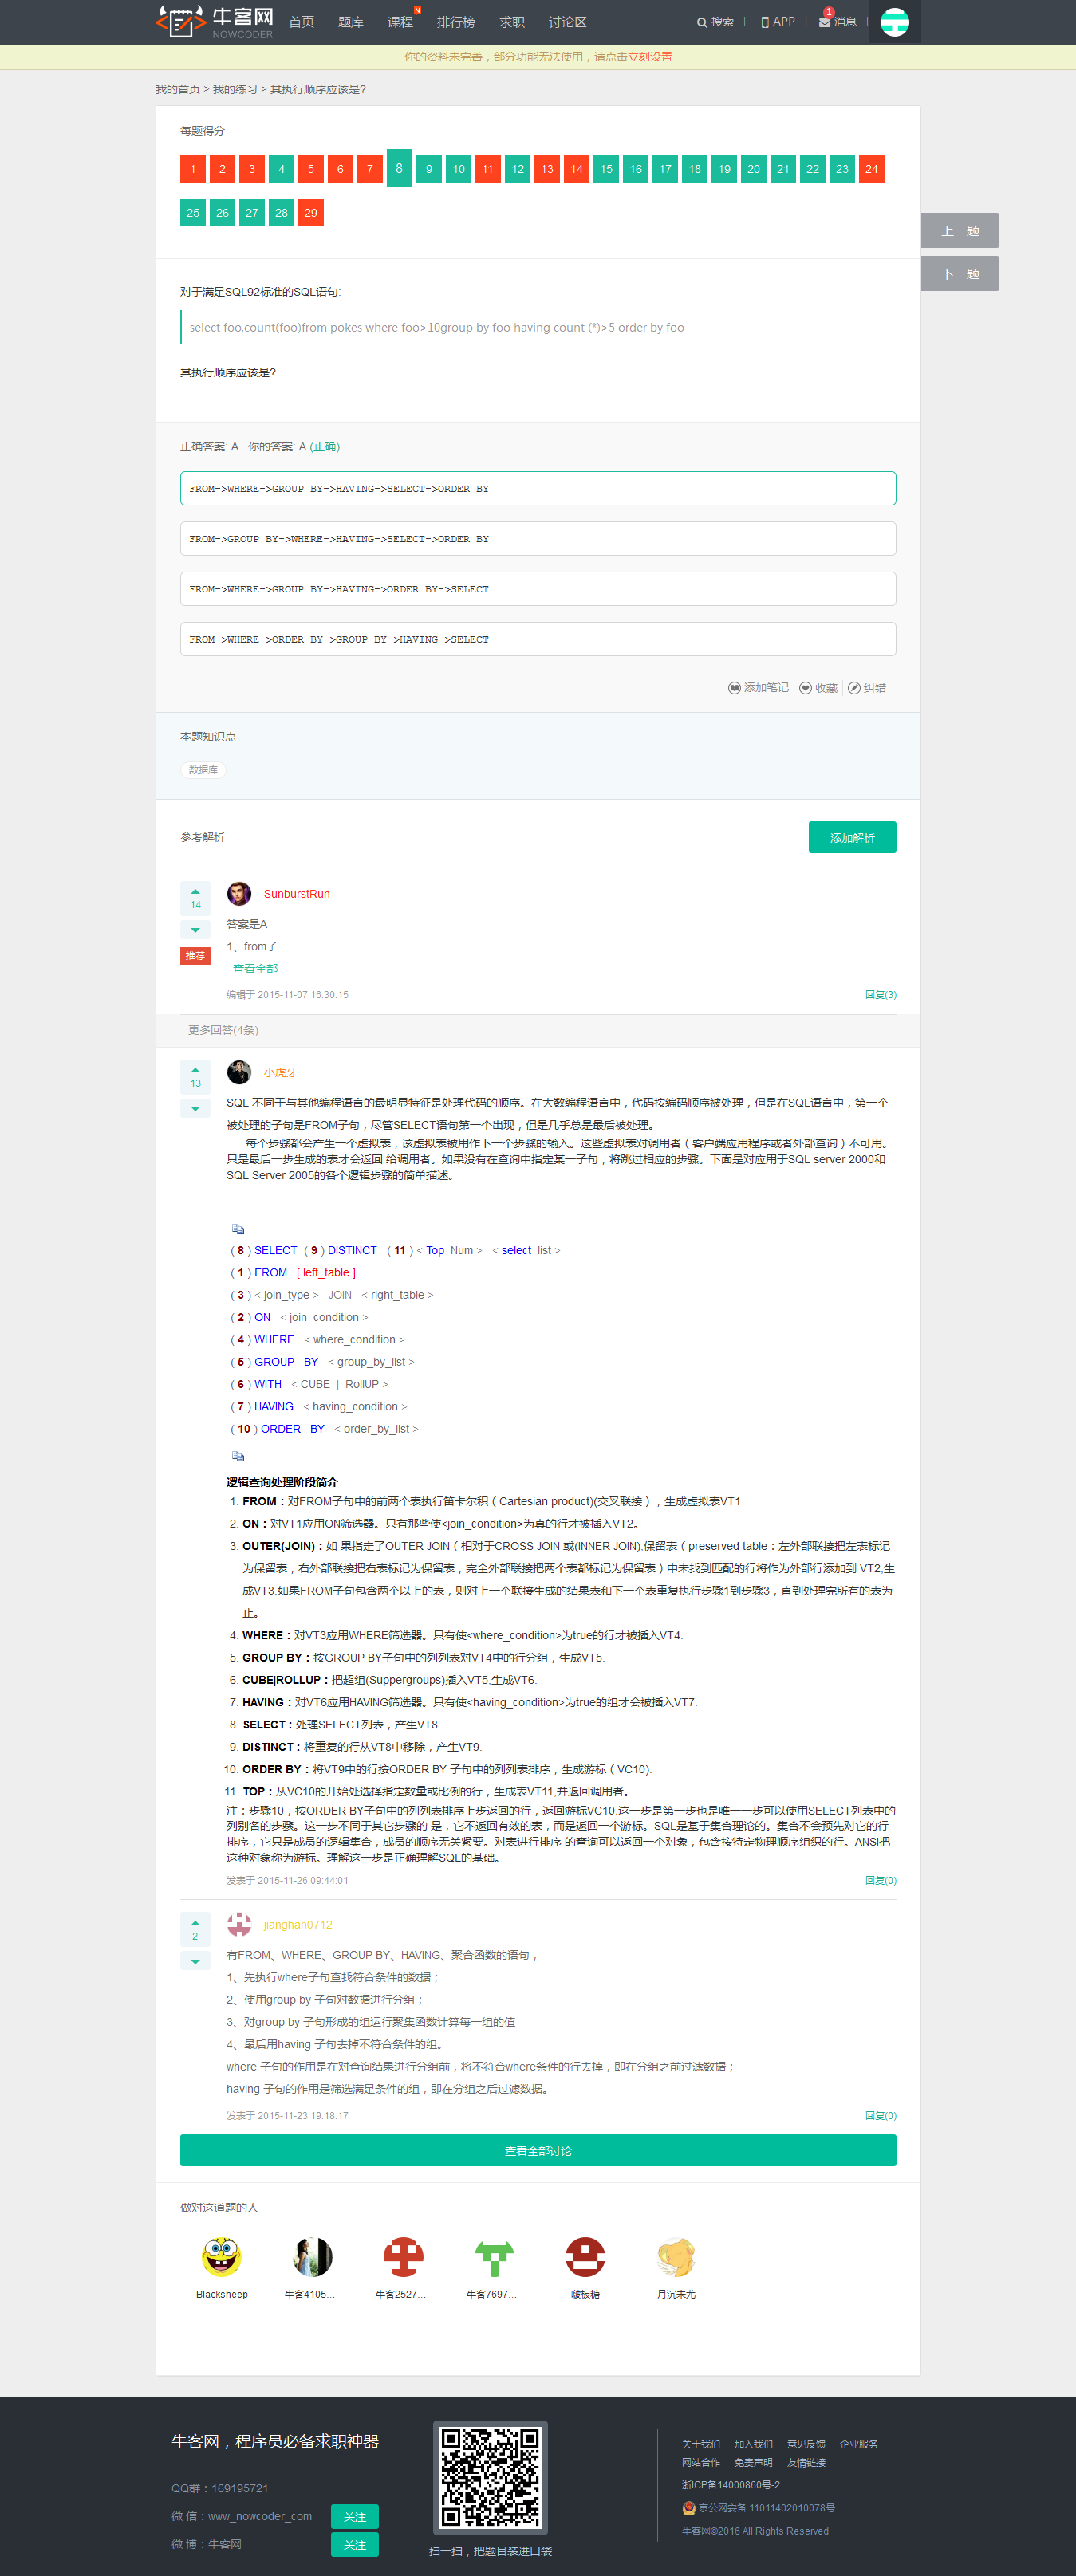 牛客网
NOWCODER
首页 题库 课程 N 排行榜 求职 讨论区 搜索 APP 消息 1
你的资料未完善，部分功能无法使用，请点击立刻设置
我的首页 > 我的练习 > 其执行顺序应该是?
每题得分
1 2 3 4 5 6 7 8 9 10 11 12 13 14 15 16 17 18 19 20 21 22 23 24
25 26 27 28 29
上一题
下一题
对于满足SQL92标准的SQL语句:
select foo,count(foo)from pokes where foo>10group by foo having count (*)>5 order by foo
其执行顺序应该是?
正确答案: A 你的答案: A (正确)
FROM->WHERE->GROUP BY->HAVING->SELECT->ORDER BY
FROM->GROUP BY->WHERE->HAVING->SELECT->ORDER BY
FROM->WHERE->GROUP BY->HAVING->ORDER BY->SELECT
FROM->WHERE->ORDER BY->GROUP BY->HAVING->SELECT
添加笔记 收藏 纠错
本题知识点
数据库
参考解析 添加解析
14
推荐
SunburstRun
答案是A
1、from子
查看全部
编辑于 2015-11-07 16:30:15 回复(3)
更多回答(4条)
13
小虎牙
SQL 不同于与其他编程语言的最明显特征是处理代码的顺序。在大数编程语言中，代码按编码顺序被处理，但是在SQL语言中，第一个
被处理的子句是FROM子句，尽管SELECT语句第一个出现，但是几乎总是最后被处理。
每个步骤都会产生一个虚拟表，该虚拟表被用作下一个步骤的输入。这些虚拟表对调用者（客户端应用程序或者外部查询）不可用。
只是最后一步生成的表才会返回 给调用者。如果没有在查询中指定某一子句，将跳过相应的步骤。下面是对应用于SQL server 2000和
SQL Server 2005的各个逻辑步骤的简单描述。
( 8 ) SELECT ( 9 ) DISTINCT ( 11 ) < Top Num > < select list >
( 1 ) FROM [ left_table ]
( 3 ) < join_type > JOIN < right_table >
( 2 ) ON < join_condition >
( 4 ) WHERE < where_condition >
( 5 ) GROUP BY < group_by_list >
( 6 ) WITH < CUBE | RollUP >
( 7 ) HAVING < having_condition >
( 10 ) ORDER BY < order_by_list >
逻辑查询处理阶段简介
1. FROM：对FROM子句中的前两个表执行笛卡尔积（Cartesian product)(交叉联接），生成虚拟表VT1
2. ON：对VT1应用ON筛选器。只有那些使<join_condition>为真的行才被插入VT2。
3. OUTER(JOIN)：如 果指定了OUTER JOIN（相对于CROSS JOIN 或(INNER JOIN),保留表（preserved table：左外部联接把左表标记
为保留表，右外部联接把右表标记为保留表，完全外部联接把两个表都标记为保留表）中未找到匹配的行将作为外部行添加到 VT2,生
成VT3.如果FROM子句包含两个以上的表，则对上一个联接生成的结果表和下一个表重复执行步骤1到步骤3，直到处理完所有的表为
止。
4. WHERE：对VT3应用WHERE筛选器。只有使<where_condition>为true的行才被插入VT4.
5. GROUP BY：按GROUP BY子句中的列列表对VT4中的行分组，生成VT5.
6. CUBE|ROLLUP：把超组(Suppergroups)插入VT5,生成VT6.
7. HAVING：对VT6应用HAVING筛选器。只有使<having_condition>为true的组才会被插入VT7.
8. SELECT：处理SELECT列表，产生VT8.
9. DISTINCT：将重复的行从VT8中移除，产生VT9.
10. ORDER BY：将VT9中的行按ORDER BY 子句中的列列表排序，生成游标（VC10).
11. TOP：从VC10的开始处选择指定数量或比例的行，生成表VT11,并返回调用者。
注：步骤10，按ORDER BY子句中的列列表排序上步返回的行，返回游标VC10.这一步是第一步也是唯一一步可以使用SELECT列表中的
列别名的步骤。这一步不同于其它步骤的 是，它不返回有效的表，而是返回一个游标。SQL是基于集合理论的。集合不会预先对它的行
排序，它只是成员的逻辑集合，成员的顺序无关紧要。对表进行排序 的查询可以返回一个对象，包含按特定物理顺序组织的行。ANSI把
这种对象称为游标。理解这一步是正确理解SQL的基础。
发表于 2015-11-26 09:44:01 回复(0)
2
jianghan0712
有FROM、WHERE、GROUP BY、HAVING、聚合函数的语句，
1、先执行where子句查找符合条件的数据；
2、使用group by 子句对数据进行分组；
3、对group by 子句形成的组运行聚集函数计算每一组的值
4、最后用having 子句去掉不符合条件的组。
where 子句的作用是在对查询结果进行分组前，将不符合where条件的行去掉，即在分组之前过滤数据；
having 子句的作用是筛选满足条件的组，即在分组之后过滤数据。
发表于 2015-11-23 19:18:17 回复(0)
查看全部讨论
做对这道题的人
Blacksheep 牛客4105... 牛客2527... 牛客7697... 啵板糖 月沉未尤
牛客网，程序员必备求职神器
QQ群：169195721
微 信：www_nowcoder_com 关注
微 博：牛客网 关注
扫一扫，把题目装进口袋
关于我们 加入我们 意见反馈 企业服务
网站合作 免责声明 友情链接
浙ICP备14000860号-2
京公网安备 11011402010078号
牛客网©2016 All Rights Reserved